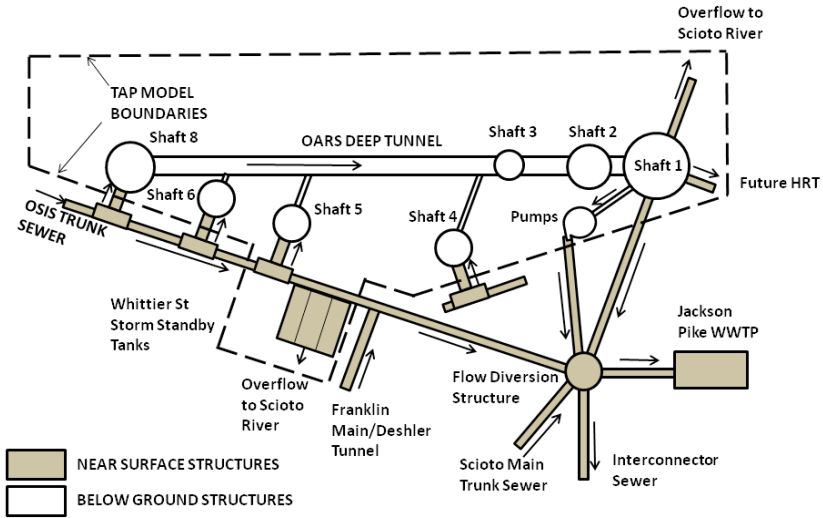 Overflow to
Scioto River
TAP MODEL
BOUNDARIES
Shaft 8
OARS DEEP TUNNEL
Shaft 3
Shaft 2
Shaft 1
Future HRT
Shaft 6
Shaft 5
Shaft 4
Pumps
OSIS TRUNK
SEWER
Whittier St
Storm Standby
Tanks
Jackson
Pike WWTP
Overflow
to Scioto
River
Franklin
Main/Deshler
Tunnel
Flow Diversion
Structure
Scioto Main
Trunk Sewer
Interconnector
Sewer
NEAR SURFACE STRUCTURES
BELOW GROUND STRUCTURES